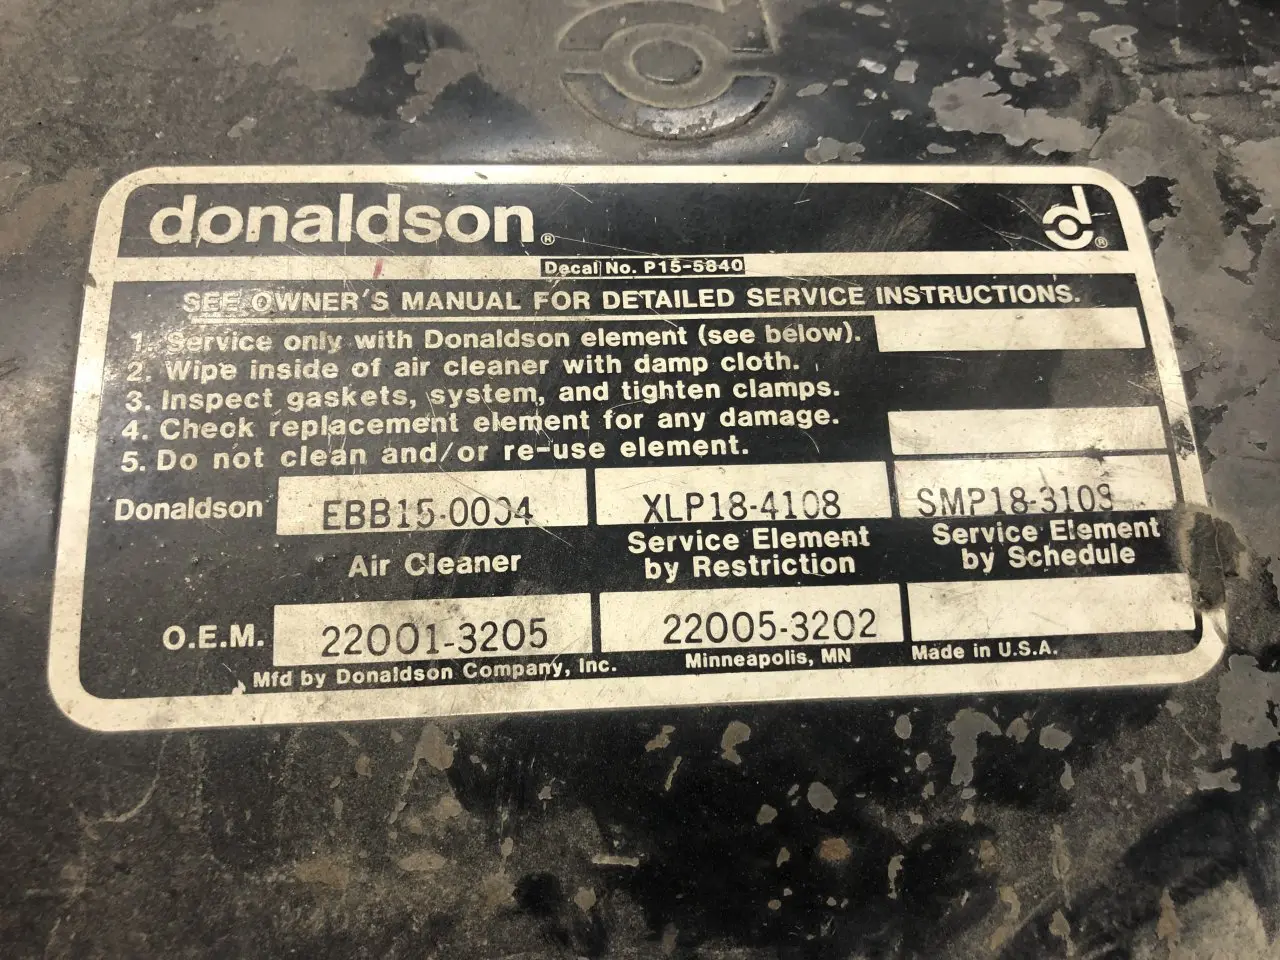 donaldson®
Decal No. P15-5840
SEE OWNER'S MANUAL FOR DETAILED SERVICE INSTRUCTIONS.
1. Service only with Donaldson element (see below).
2. Wipe inside of air cleaner with damp cloth.
3. Inspect gaskets, system, and tighten clamps.
4. Check replacement element for any damage.
5. Do not clean and/or re-use element.
Donaldson EBB15-0004 XLP18-4108 SMP18-3109
Air Cleaner Service Element by Restriction Service Element by Schedule
O.E.M. 22001-3205 22005-3202
Mfd by Donaldson Company, Inc. Minneapolis, MN Made in U.S.A.